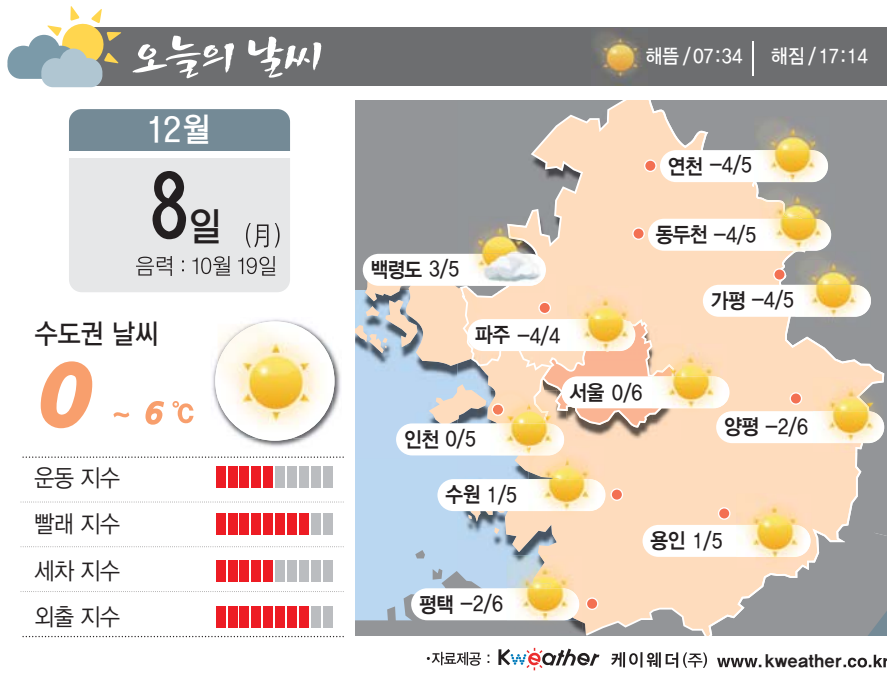 오늘의 날씨
해뜸 / 07:34 해짐 / 17:14
12월
8일 (月)
음력 : 10월 19일
수도권 날씨
0 ~ 6℃
운동 지수
빨래 지수
세차 지수
외출 지수
연천 -4/5
동두천 -4/5
백령도 3/5
가평 -4/5
파주 -4/4
서울 0/6
인천 0/5
양평 -2/6
수원 1/5
용인 1/5
평택 -2/6
·자료제공 : Kweather 케이웨더(주) www.kweather.co.kr